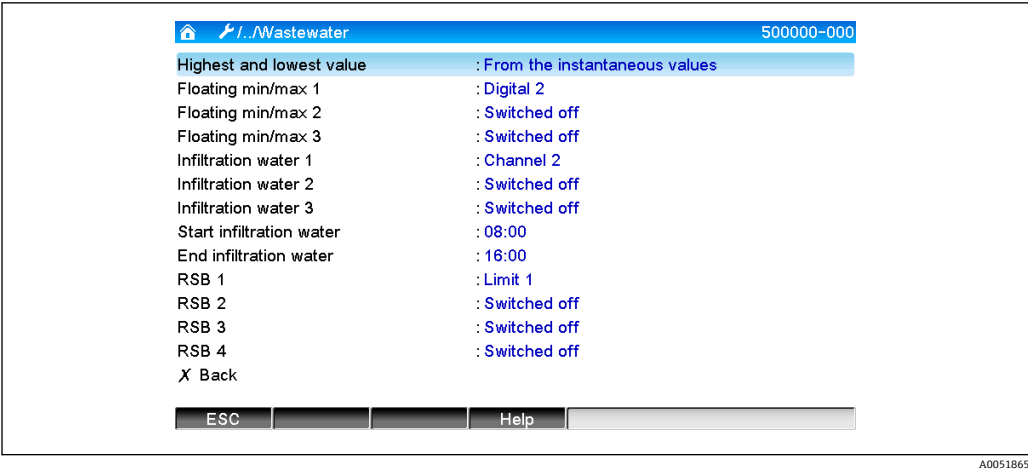 /../Wastewater 500000-000
Highest and lowest value : From the instantaneous values
Floating min/max 1 : Digital 2
Floating min/max 2 : Switched off
Floating min/max 3 : Switched off
Infiltration water 1 : Channel 2
Infiltration water 2 : Switched off
Infiltration water 3 : Switched off
Start infiltration water : 08:00
End infiltration water : 16:00
RSB 1 : Limit 1
RSB 2 : Switched off
RSB 3 : Switched off
RSB 4 : Switched off
X Back
ESC Help
A0051865